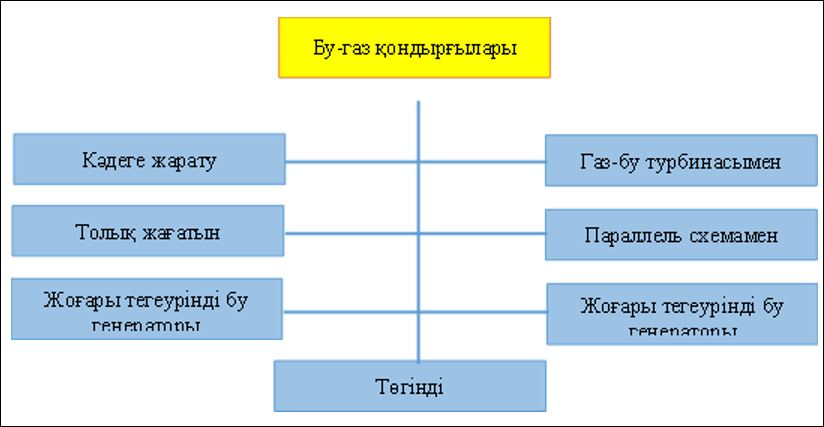 Бу-газ қондырғылары
Кәдеге жарату
Газ-бу турбинасымен
Толық жағатын
Параллель схемамен
Жоғары тегеурінді бу
генераторы
Жоғары тегеурінді бу
генераторы
Төгінді